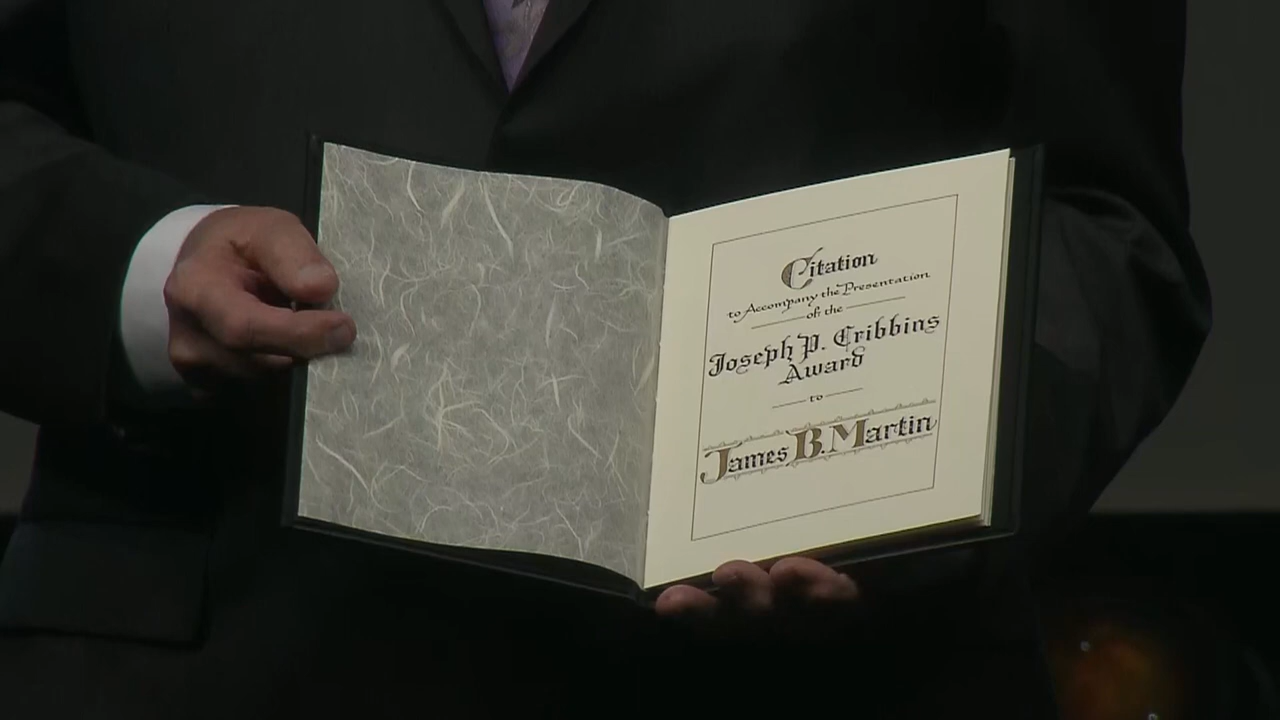 Citation
to Accompany the Presentation
of the
Joseph P. Cribbins
Award
to
James B. Martin